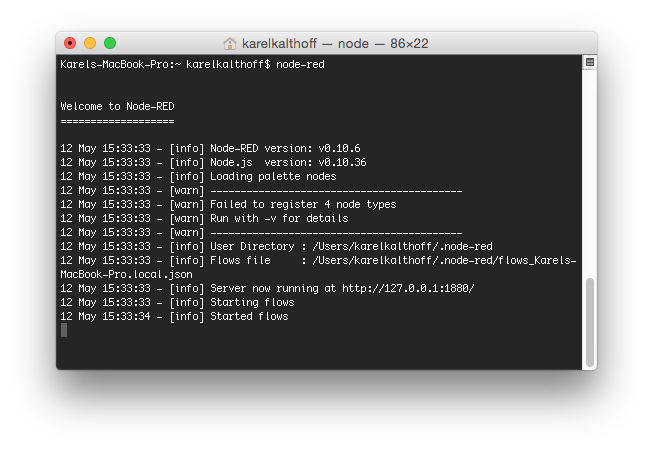 karelkalthoff — node — 86×22
Karels-MacBook-Pro:~ karelkalthoff$ node-red
Welcome to Node-RED
===================
12 May 15:33:33 - [info] Node-RED version: v0.10.6
12 May 15:33:33 - [info] Node.js  version: v0.10.36
12 May 15:33:33 - [info] Loading palette nodes
12 May 15:33:33 - [warn] ------------------------------------------
12 May 15:33:33 - [warn] Failed to register 4 node types
12 May 15:33:33 - [warn] Run with -v for details
12 May 15:33:33 - [warn] ------------------------------------------
12 May 15:33:33 - [info] User Directory : /Users/karelkalthoff/.node-red
12 May 15:33:33 - [info] Flows file     : /Users/karelkalthoff/.node-red/flows_Karels-
MacBook-Pro.local.json
12 May 15:33:33 - [info] Server now running at http://127.0.0.1:1880/
12 May 15:33:33 - [info] Starting flows
12 May 15:33:34 - [info] Started flows